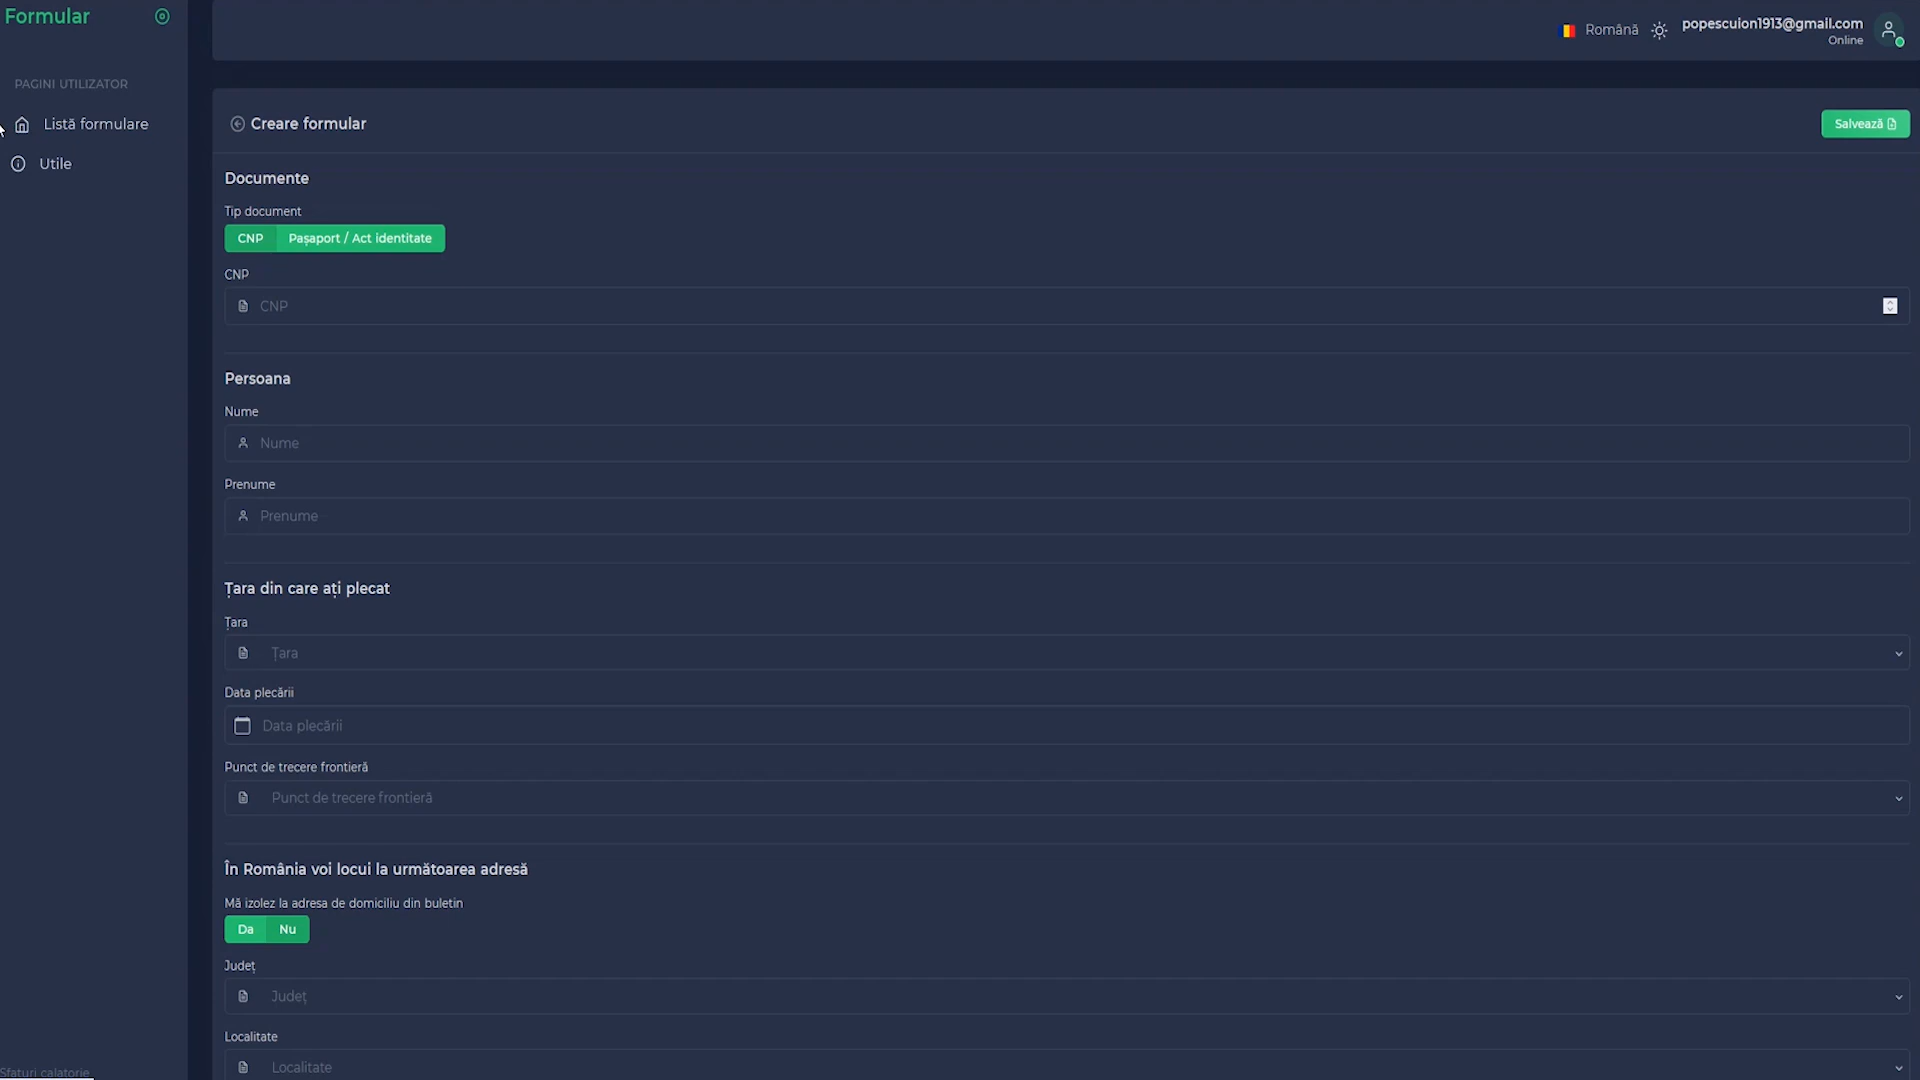 Formular
Română
popescuion1913@gmail.com
Online
PAGINI UTILIZATOR
Listă formulare
Utile
Creare formular
Salvează
Documente
Tip document
CNP
Pașaport / Act identitate
CNP
CNP
Persoana
Nume
Nume
Prenume
Prenume
Țara din care ați plecat
Țara
Țara
Data plecării
Data plecării
Punct de trecere frontieră
Punct de trecere frontieră
În România voi locui la următoarea adresă
Mă izolez la adresa de domiciliu din buletin
Da
Nu
Județ
Județ
Localitate
Localitate
Sfaturi calatorie